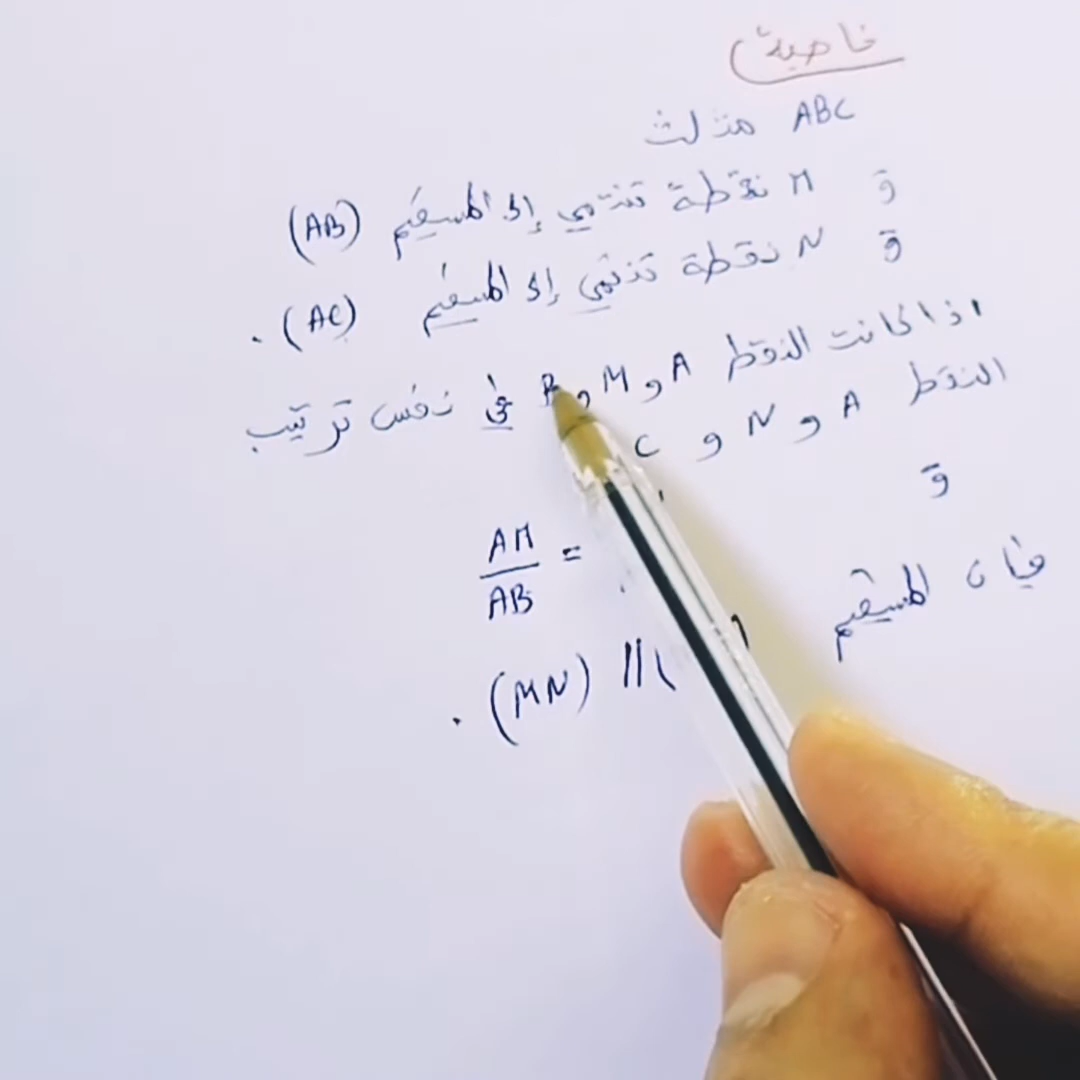 خاصية
ABC مثلث
و M نقطة تنتمي إلى المستقيم (AB)
و N نقطة تنتمي إلى المستقيم (AC).
اذا كانت النقط A و M و B في نفس ترتيب
النقط A و N و C
و
AM/AB =
فإن المستقيم
(MN) //